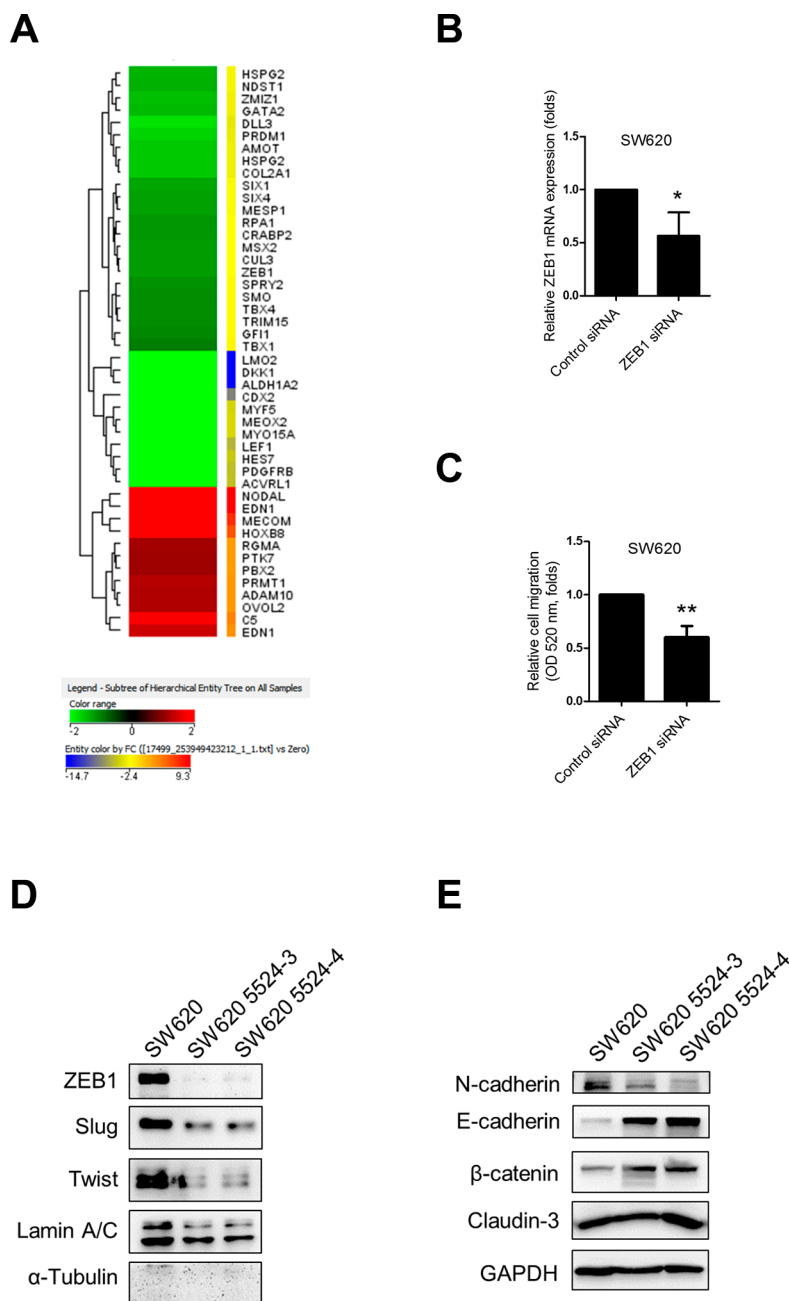 A
HSPG2
NDST1
ZMIZ1
GATA2
DLL3
PRDM1
AMOT
HSPG2
COL2A1
SIX1
SIX4
MESP1
RPA1
CRABP2
MSX2
CUL3
ZEB1
SPRY2
SMO
TBX4
TRIM15
GFI1
TBX1
LMO2
DKK1
ALDH1A2
CDX2
MYF5
MEOX2
MYO15A
LEF1
HES7
PDGFRB
ACVRL1
NODAL
EDN1
MECOM
HOXB8
RGMA
PTK7
PBX2
PRMT1
ADAM10
OVOL2
C5
EDN1
Legend - Subtree of Hierarchical Entity Tree on All Samples
Color range
-2 0 2
Entity color by FC ([17499_253949423212_1_1.txt] vs Zero)
-14.7 -2.4 9.3
B
Relative ZEB1 mRNA expression (folds)
SW620
1.5
1.0
0.5
0.0
*
Control siRNA
ZEB1 siRNA
C
Relative cell migration
(OD 520 nm, folds)
SW620
1.5
1.0
0.5
0.0
**
Control siRNA
ZEB1 siRNA
D
SW620
SW620 5524-3
SW620 5524-4
ZEB1
Slug
Twist
Lamin A/C
α-Tubulin
E
SW620
SW620 5524-3
SW620 5524-4
N-cadherin
E-cadherin
β-catenin
Claudin-3
GAPDH